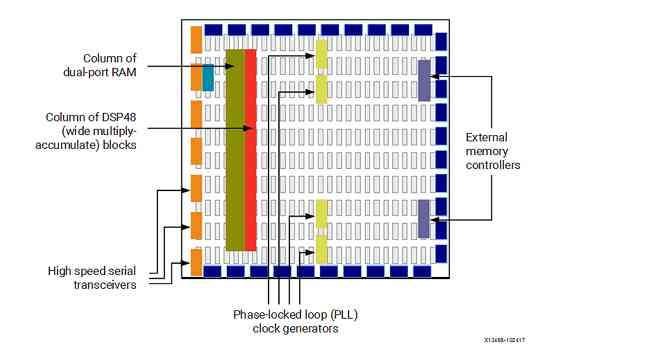 Column of
dual-port RAM
Column of DSP48
(wide multiply-
accumulate) blocks
External
memory
controllers
High speed serial
transceivers
Phase-locked loop (PLL)
clock generators
X13468-102417